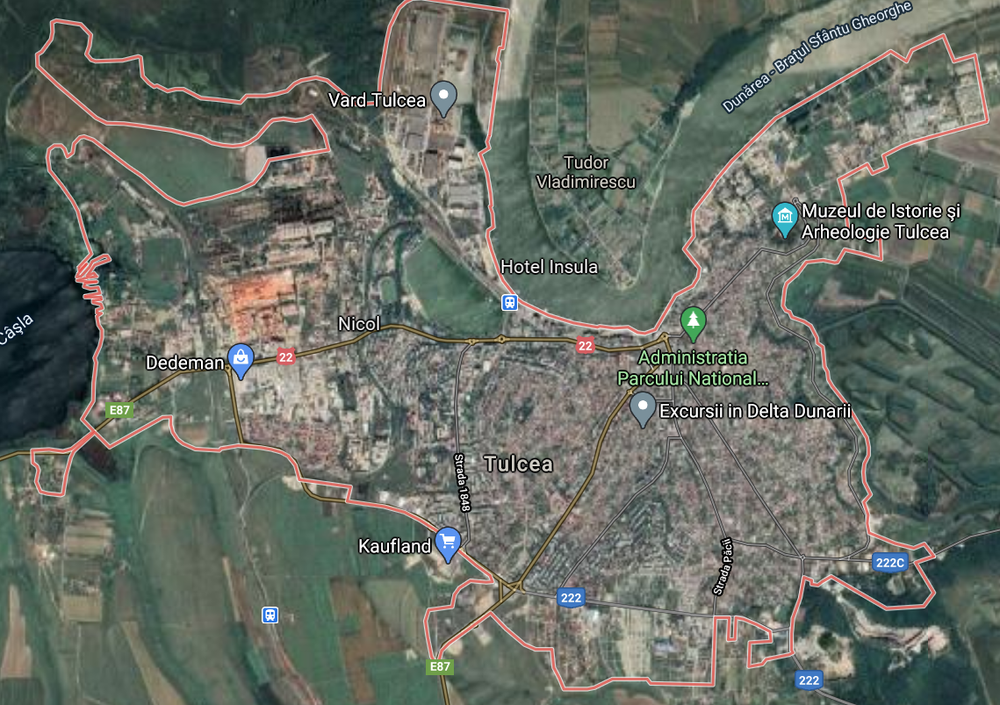 Dunărea - Brațul Sfântu Gheorghe
Vard Tulcea
Tudor
Vladimirescu
Muzeul de Istorie și
Arheologie Tulcea
Hotel Insula
Câșla
Nicol
22
22
Dedeman
Administratia
Parcului National...
E87
Excursii in Delta Dunarii
Tulcea
Strada 1848
Kaufland
Strada Păcii
222C
222
E87
222